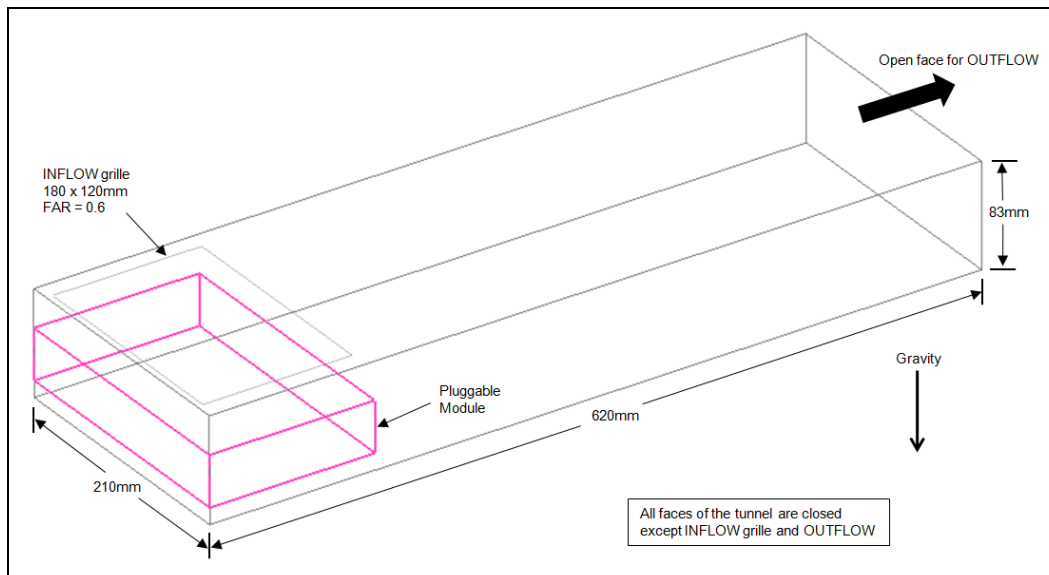 Open face for OUTFLOW
INFLOW grille
180 x 120mm
FAR = 0.6
83mm
Gravity
Pluggable
Module
620mm
210mm
All faces of the tunnel are closed
except INFLOW grille and OUTFLOW